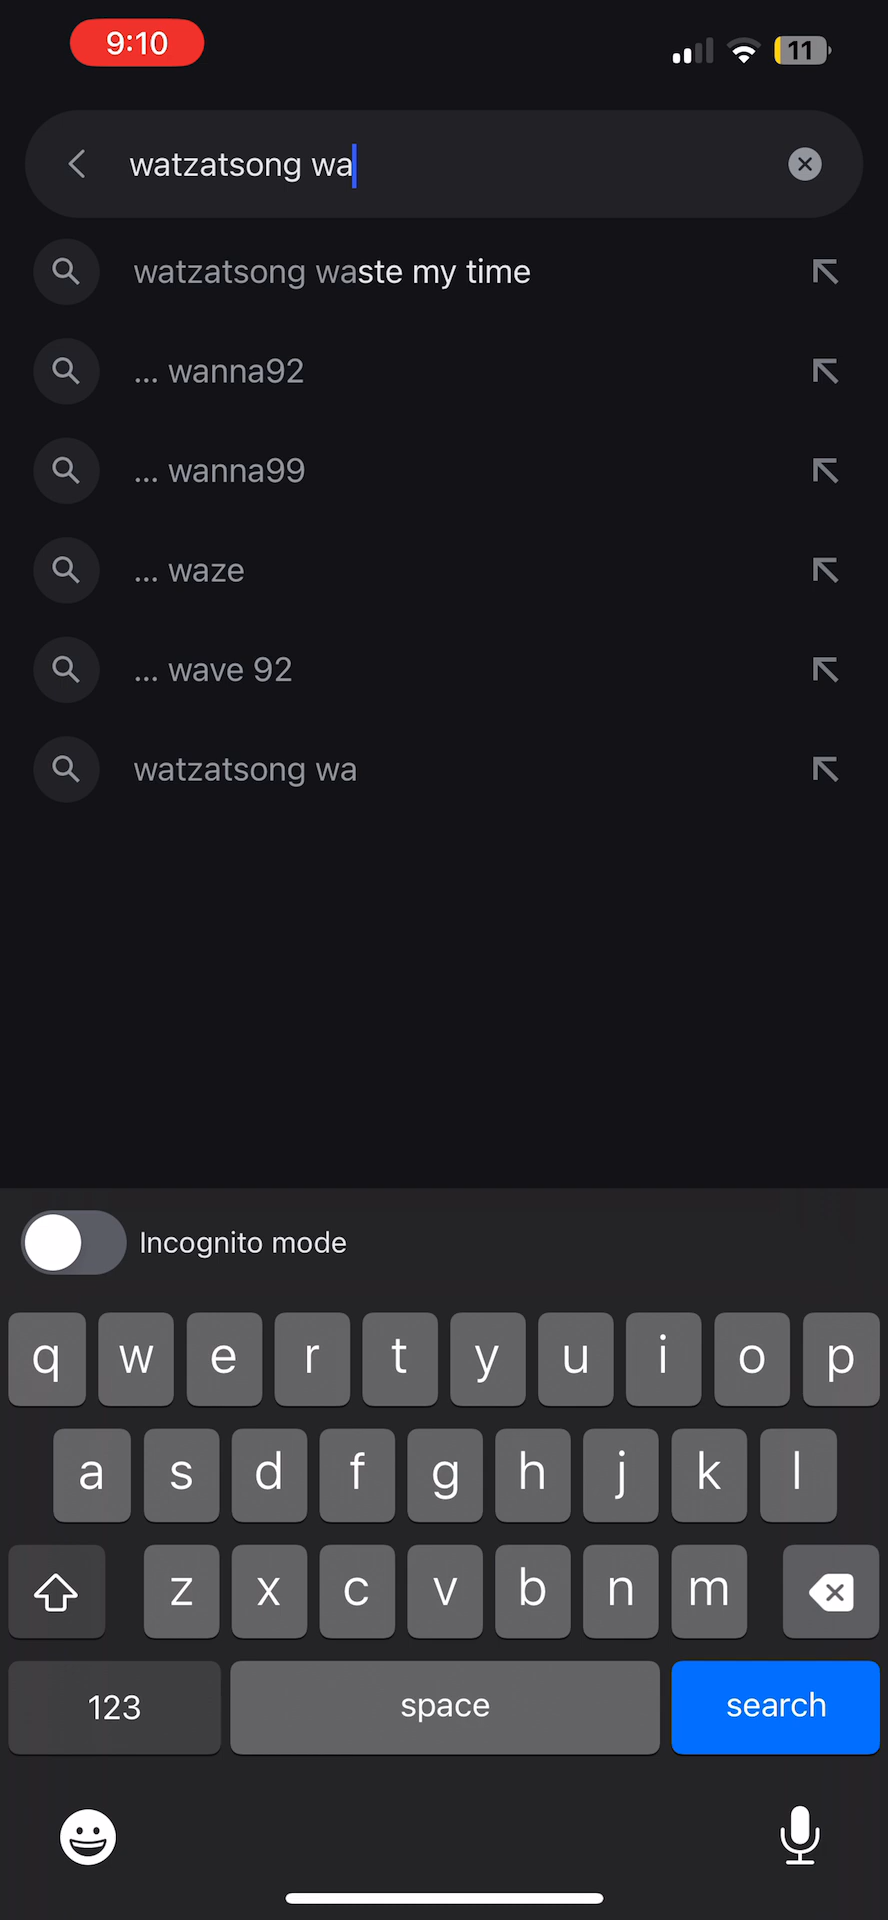 9:10
11
watzatsong wa
watzatsong waste my time
... wanna92
... wanna99
... waze
... wave 92
watzatsong wa
Incognito mode
q w e r t y u i o p
a s d f g h j k l
z x c v b n m
123 space search